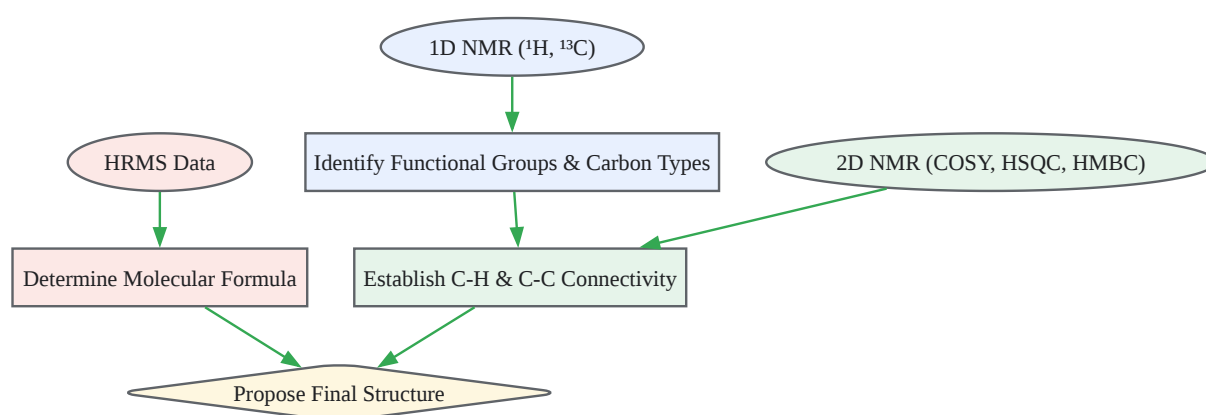 1D NMR (¹H, ¹³C)
HRMS Data
Identify Functional Groups & Carbon Types
2D NMR (COSY, HSQC, HMBC)
Determine Molecular Formula
Establish C-H & C-C Connectivity
Propose Final Structure